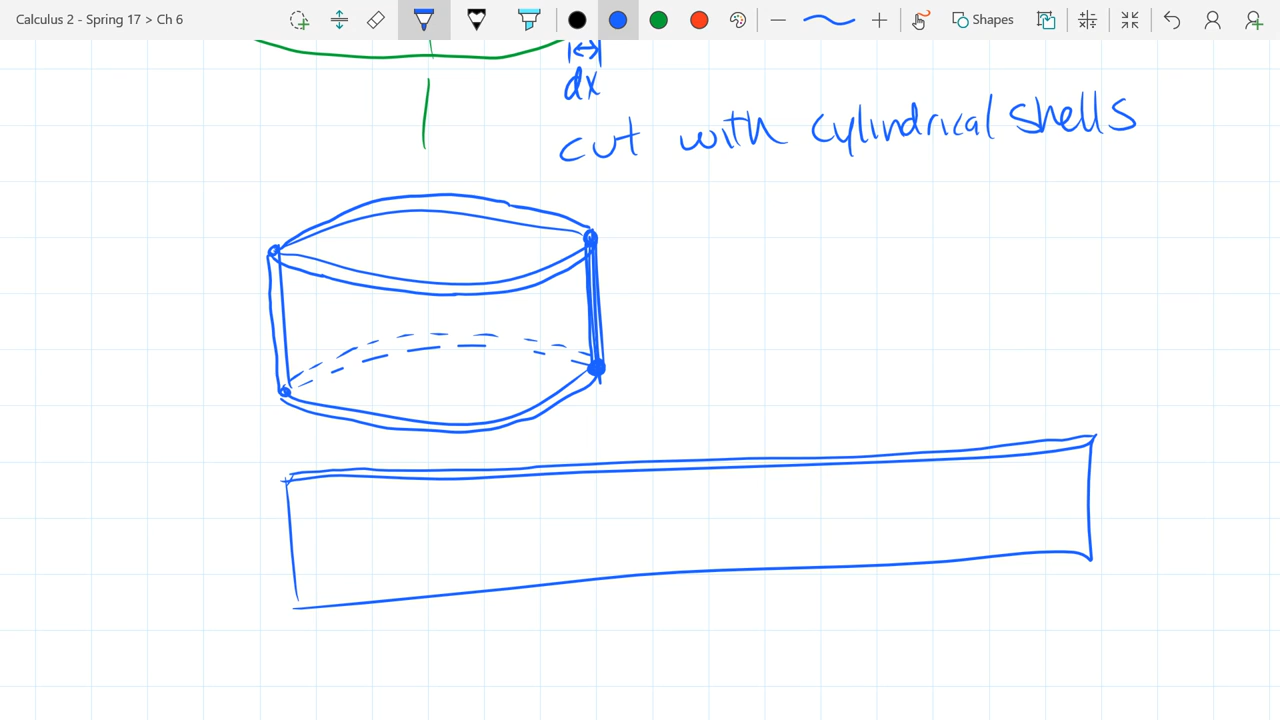 Calculus 2 - Spring 17 > Ch 6
Shapes
dx
cut with cylindrical shells